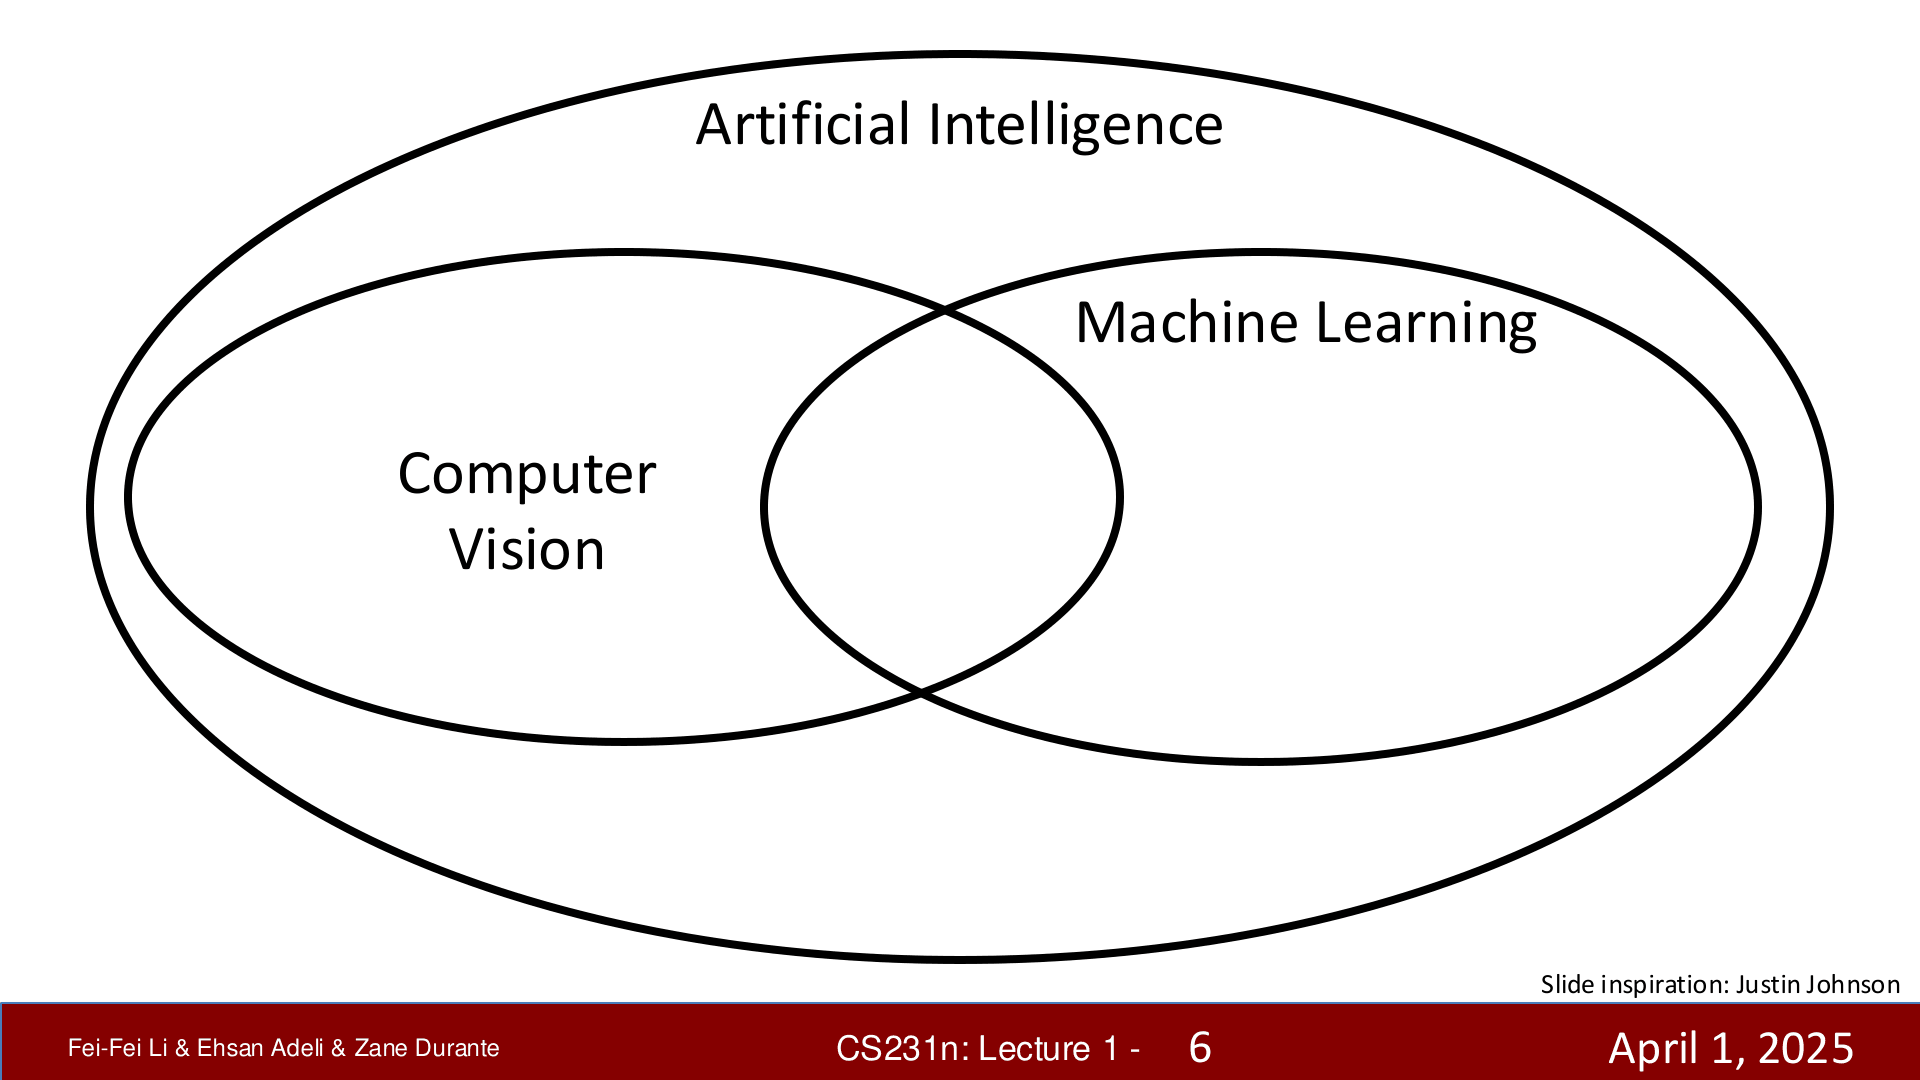 Artificial Intelligence
Machine Learning
Computer
Vision
Slide inspiration: Justin Johnson
Fei-Fei Li & Ehsan Adeli & Zane Durante
CS231n: Lecture 1 - 6
April 1, 2025